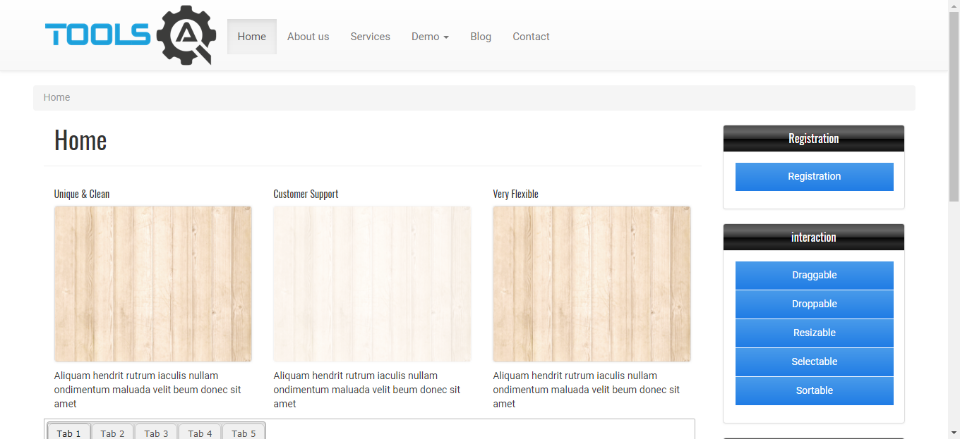 TOOLS QA
Home
About us
Services
Demo
Blog
Contact
Home
Home
Unique & Clean
Customer Support
Very Flexible
Aliquam hendrit rutrum iaculis nullam
ondimentum maluada velit beum donec sit
amet
Aliquam hendrit rutrum iaculis nullam
ondimentum maluada velit beum donec sit
amet
Aliquam hendrit rutrum iaculis nullam
ondimentum maluada velit beum donec sit
amet
Tab 1
Tab 2
Tab 3
Tab 4
Tab 5
Registration
Registration
interaction
Draggable
Droppable
Resizable
Selectable
Sortable